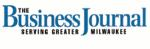 THE
Business Journal
SERVING GREATER MILWAUKEE